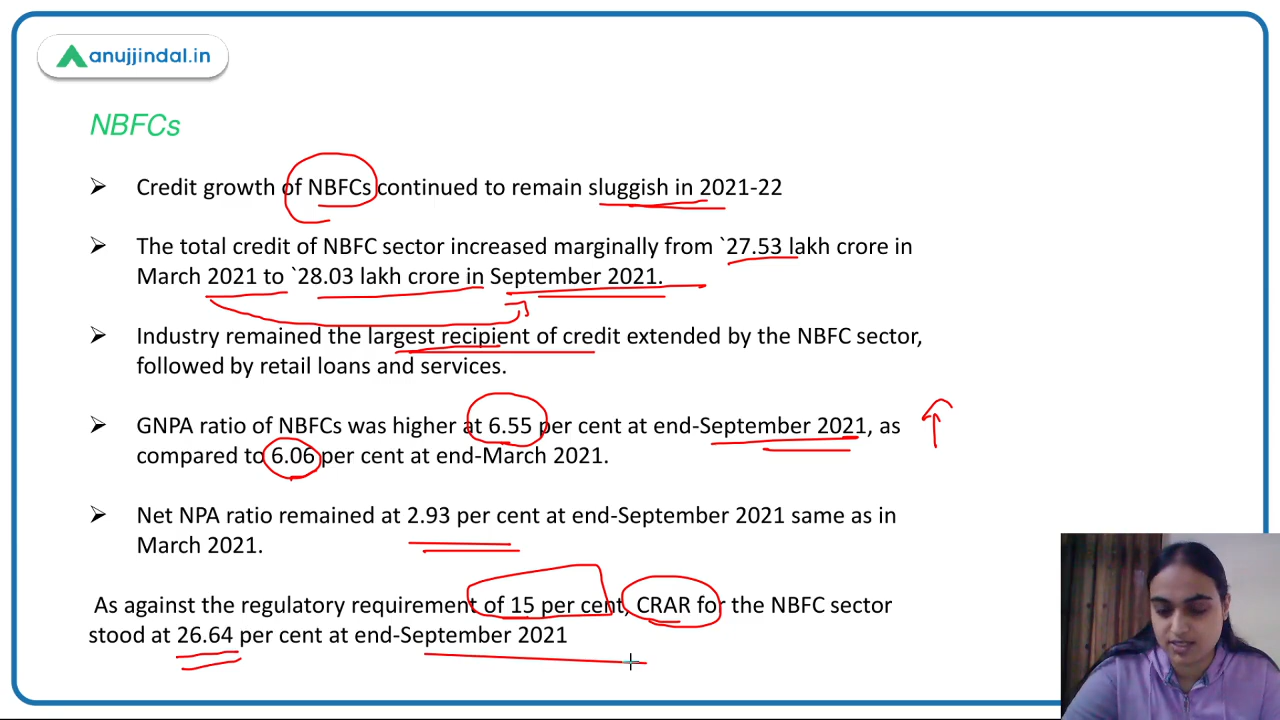 anujjindal.in
NBFCs
➢ Credit growth of NBFCs continued to remain sluggish in 2021-22
➢ The total credit of NBFC sector increased marginally from `27.53 lakh crore in
March 2021 to `28.03 lakh crore in September 2021.
➢ Industry remained the largest recipient of credit extended by the NBFC sector,
followed by retail loans and services.
➢ GNPA ratio of NBFCs was higher at 6.55 per cent at end-September 2021, as
compared to 6.06 per cent at end-March 2021.
➢ Net NPA ratio remained at 2.93 per cent at end-September 2021 same as in
March 2021.
As against the regulatory requirement of 15 per cent, CRAR for the NBFC sector
stood at 26.64 per cent at end-September 2021